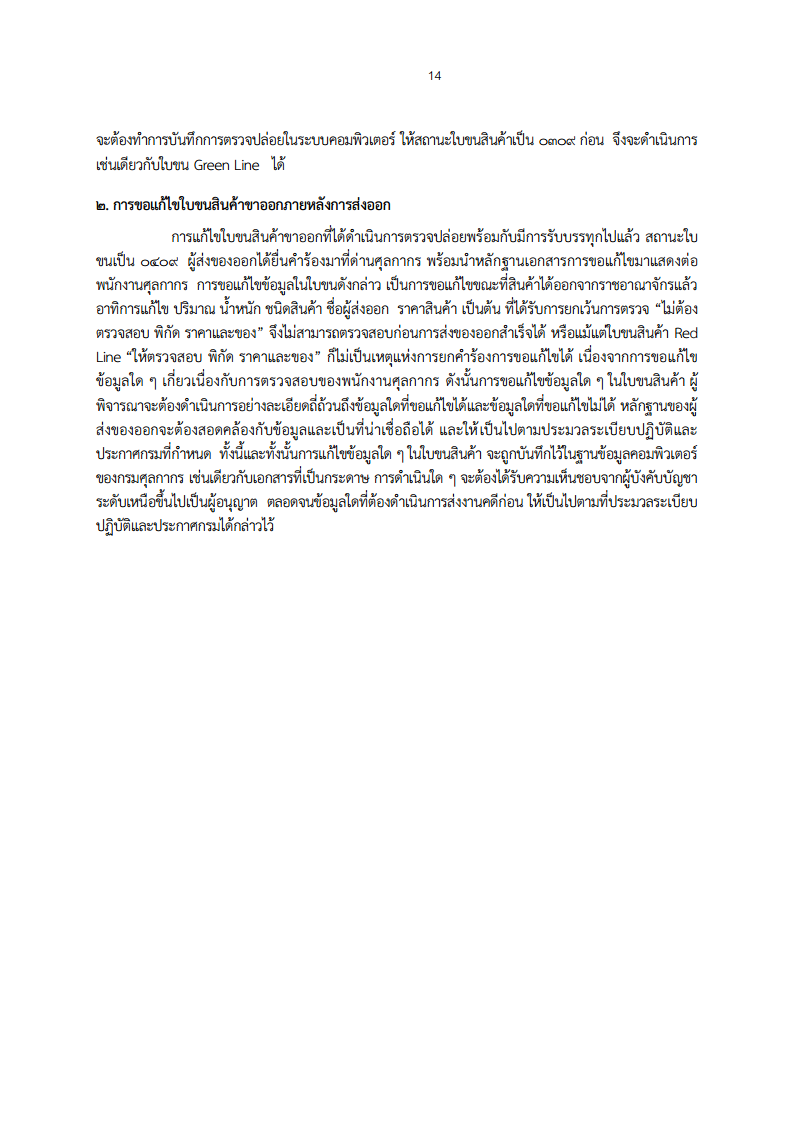 14
จะต้องทำการบันทึกการตรวจปล่อยในระบบคอมพิวเตอร์ ให้สถานะใบขนสินค้าเป็น ๐๓๐๙ ก่อน จึงจะดำเนินการ
เช่นเดียวกับใบขน Green Line ได้
๒. การขอแก้ไขใบขนสินค้าขาออกภายหลังการส่งออก
การแก้ไขใบขนสินค้าขาออกที่ได้ดำเนินการตรวจปล่อยพร้อมกับมีการรับบรรทุกไปแล้ว สถานะใบ
ขนเป็น ๐๔๐๙ ผู้ส่งของออกได้ยื่นคำร้องมาที่ด่านศุลกากร พร้อมนำหลักฐานเอกสารการขอแก้ไขมาแสดงต่อ
พนักงานศุลกากร การขอแก้ไขข้อมูลในใบขนดังกล่าว เป็นการขอแก้ไขขณะที่สินค้าได้ออกจากราชอาณาจักรแล้ว
อาทิการแก้ไข ปริมาณ น้ำหนัก ชนิดสินค้า ชื่อผู้ส่งออก ราคาสินค้า เป็นต้น ที่ได้รับการยกเว้นการตรวจ “ไม่ต้อง
ตรวจสอบ พิกัด ราคาและของ” จึงไม่สามารถตรวจสอบก่อนการส่งของออกสำเร็จได้ หรือแม้แต่ใบขนสินค้า Red
Line “ให้ตรวจสอบ พิกัด ราคาและของ” ก็ไม่เป็นเหตุแห่งการยกคำร้องการขอแก้ไขได้ เนื่องจากการขอแก้ไข
ข้อมูลใด ๆ เกี่ยวเนื่องกับการตรวจสอบของพนักงานศุลกากร ดังนั้นการขอแก้ไขข้อมูลใด ๆ ในใบขนสินค้า ผู้
พิจารณาจะต้องดำเนินการอย่างละเอียดถี่ถ้วนถึงข้อมูลใดที่ขอแก้ไขได้และข้อมูลใดที่ขอแก้ไขไม่ได้ หลักฐานของผู้
ส่งของออกจะต้องสอดคล้องกับข้อมูลและเป็นที่น่าเชื่อถือได้ และให้เป็นไปตามประมวลระเบียบปฏิบัติและ
ประกาศกรมที่กำหนด ทั้งนี้และทั้งนั้นการแก้ไขข้อมูลใด ๆ ในใบขนสินค้า จะถูกบันทึกไว้ในฐานข้อมูลคอมพิวเตอร์
ของกรมศุลกากร เช่นเดียวกับเอกสารที่เป็นกระดาษ การดำเนินใด ๆ จะต้องได้รับความเห็นชอบจากผู้บังคับบัญชา
ระดับเหนือขึ้นไปเป็นผู้อนุญาต ตลอดจนข้อมูลใดที่ต้องดำเนินการส่งงานคดีก่อน ให้เป็นไปตามที่ประมวลระเบียบ
ปฏิบัติและประกาศกรมได้กล่าวไว้